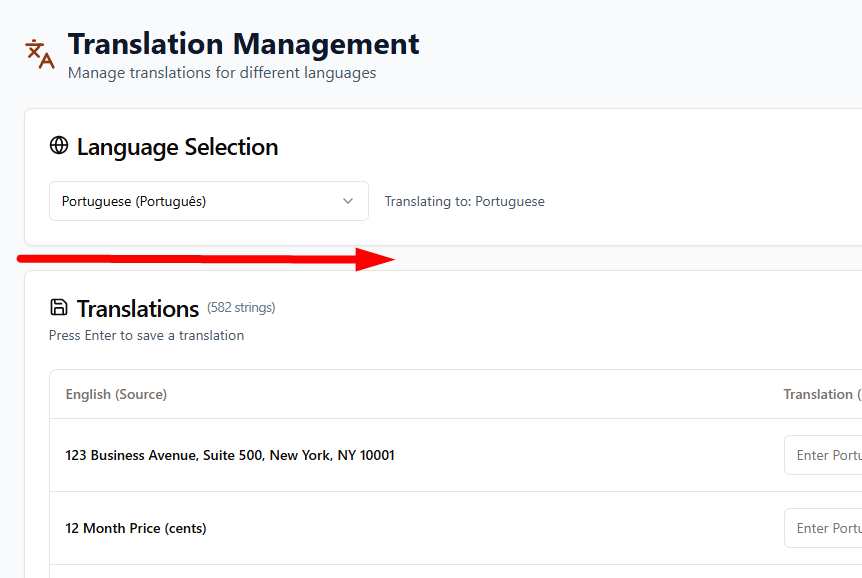 Translation Management
Manage translations for different languages
Language Selection
Portuguese (Português)
Translating to: Portuguese
Translations (582 strings)
Press Enter to save a translation
English (Source)
Translation (
123 Business Avenue, Suite 500, New York, NY 10001
Enter Portu
12 Month Price (cents)
Enter Portu